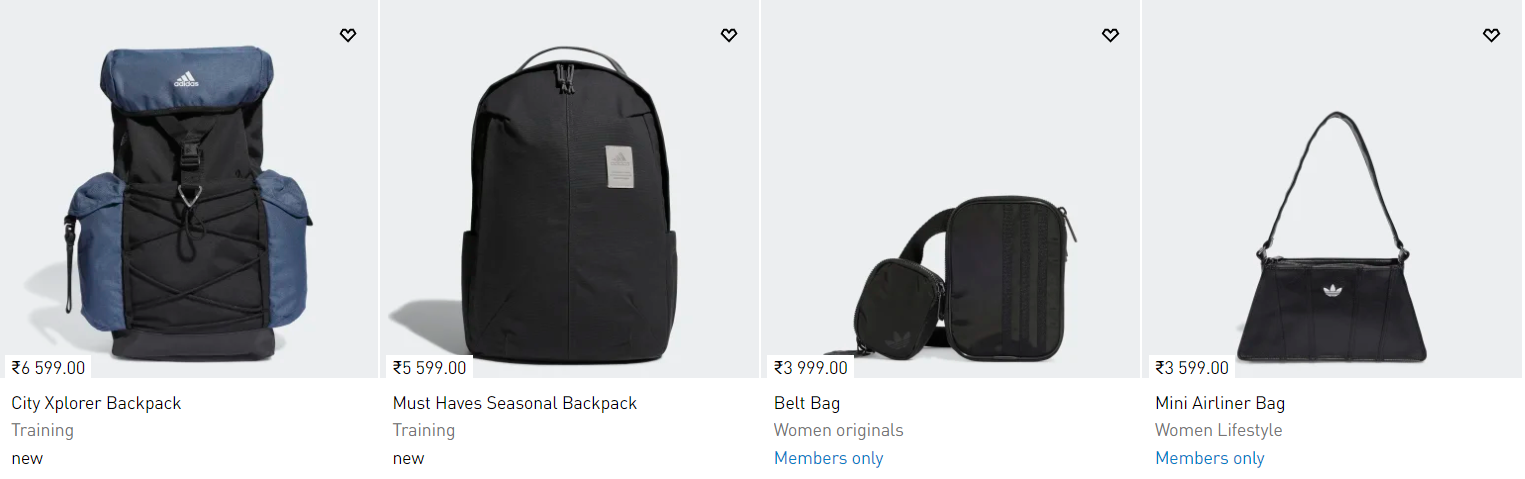 adidas
₹6 599.00
City Xplorer Backpack
Training
new
₹5 599.00
Must Haves Seasonal Backpack
Training
new
₹3 999.00
Belt Bag
Women originals
Members only
₹3 599.00
Mini Airliner Bag
Women Lifestyle
Members only